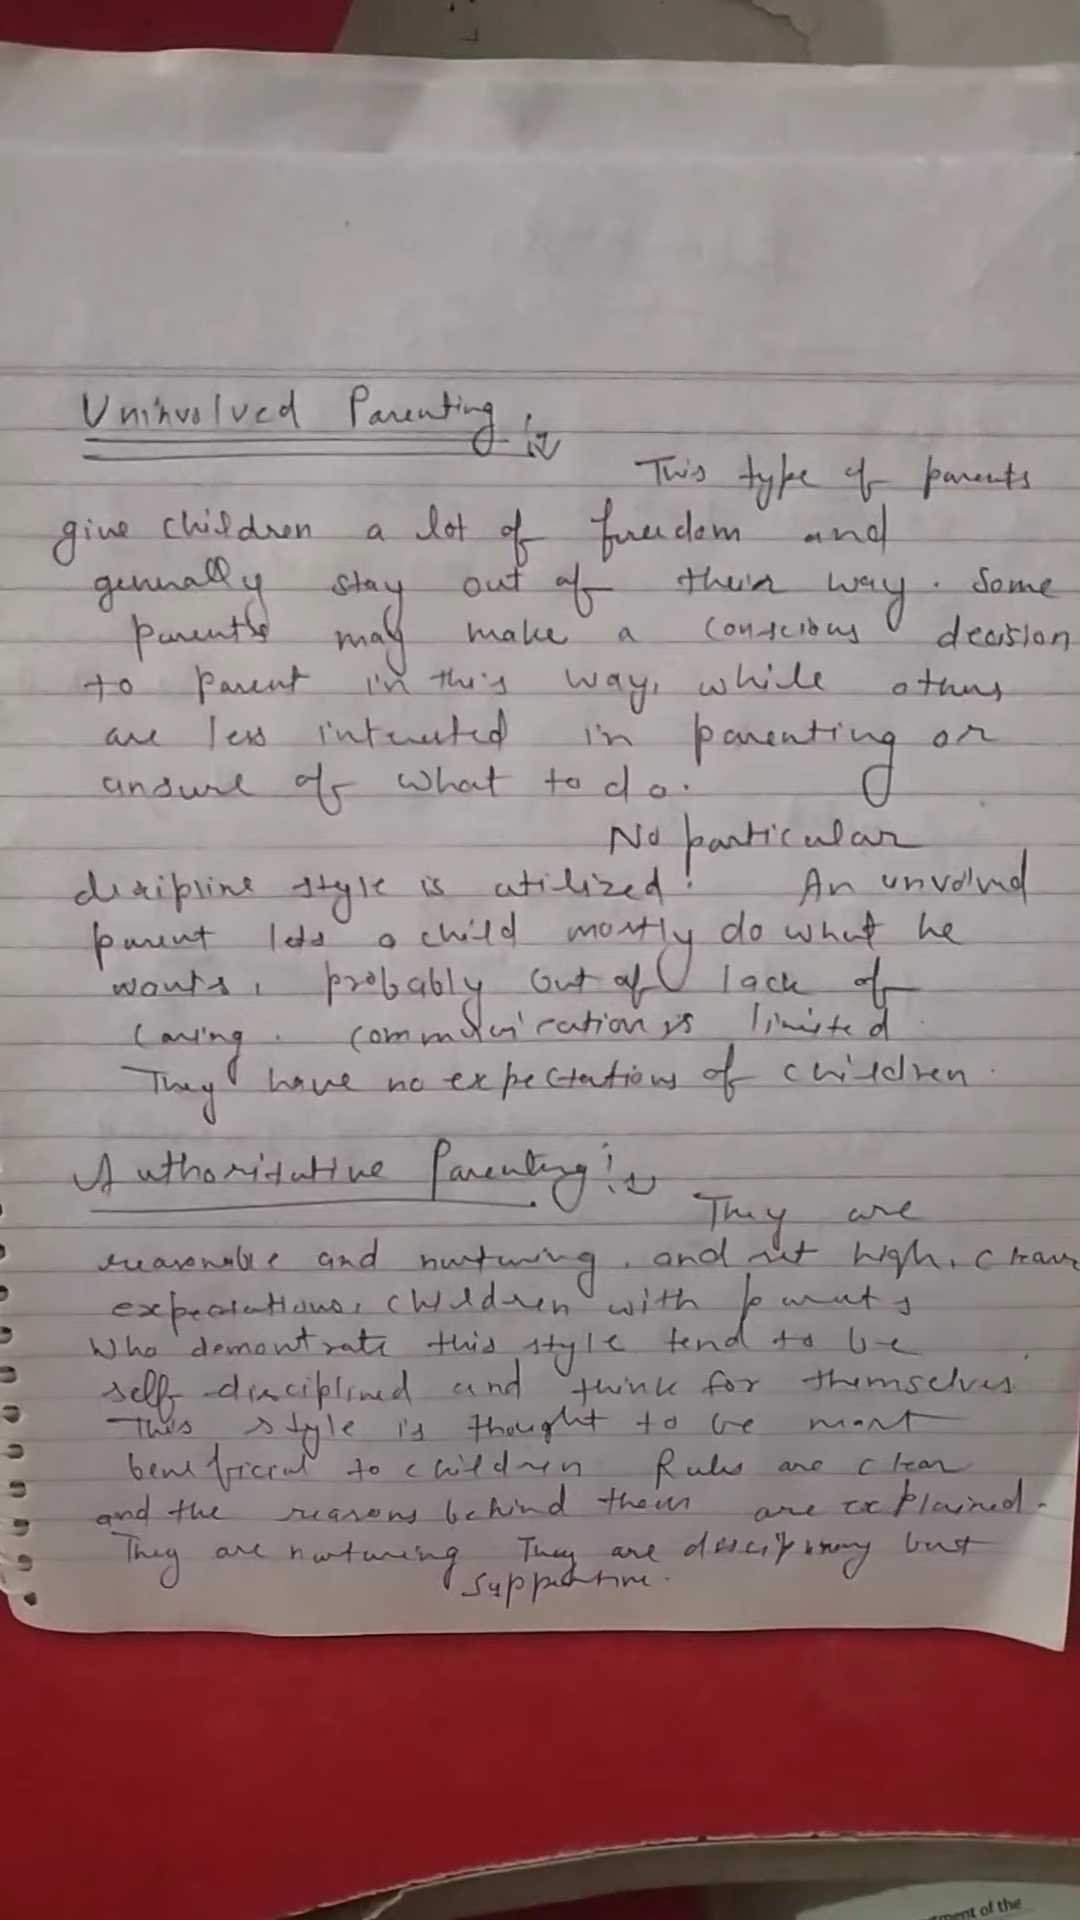 Uninvolved Parenting :-
This type of parents
give children a lot of freedom and
generally stay out of their way. Some
parents may make a conscious decision
to parent in this way, while others
are less interested in parenting or
unsure of what to do.
No particular
discipline style is utilized! An unvolved
parent lets a child mostly do what he
wants, probably out of lack of
caring. communication is limited
They have no expectations of children.
Authoritative Parenting :-
They are
reasonable and nurturing, and set high, clear
expectations, children with parents
who demontrate this style tend to be
self-disciplined and think for themselves
This style is thought to be most
beneficial to children Rules are clear
and the reasons behind them are explained.
They are nurturing They are but
supportive.
ment of the